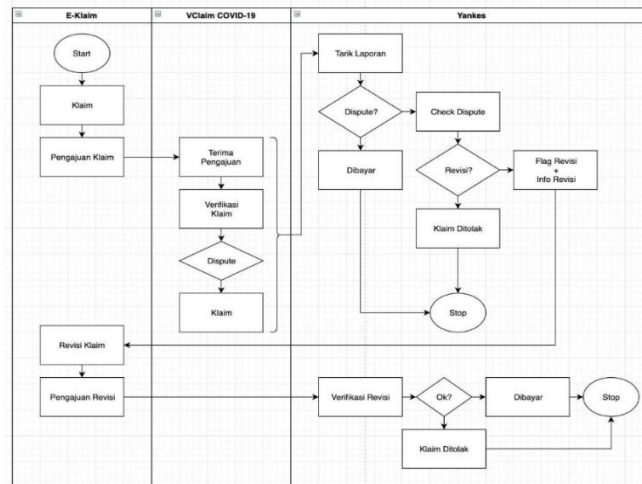 E-Klaim
VClaim COVID-19
Yankes
Start
Klaim
Pengajuan Klaim
Terima
Pengajuan
Verifikasi
Klaim
Dispute
Klaim
Tarik Laporan
Dispute?
Check Dispute
Dibayar
Revisi?
Flag Revisi
+
Info Revisi
Klaim Ditolak
Stop
Revisi Klaim
Pengajuan Revisi
Verifikasi Revisi
Ok?
Dibayar
Stop
Klaim Ditolak